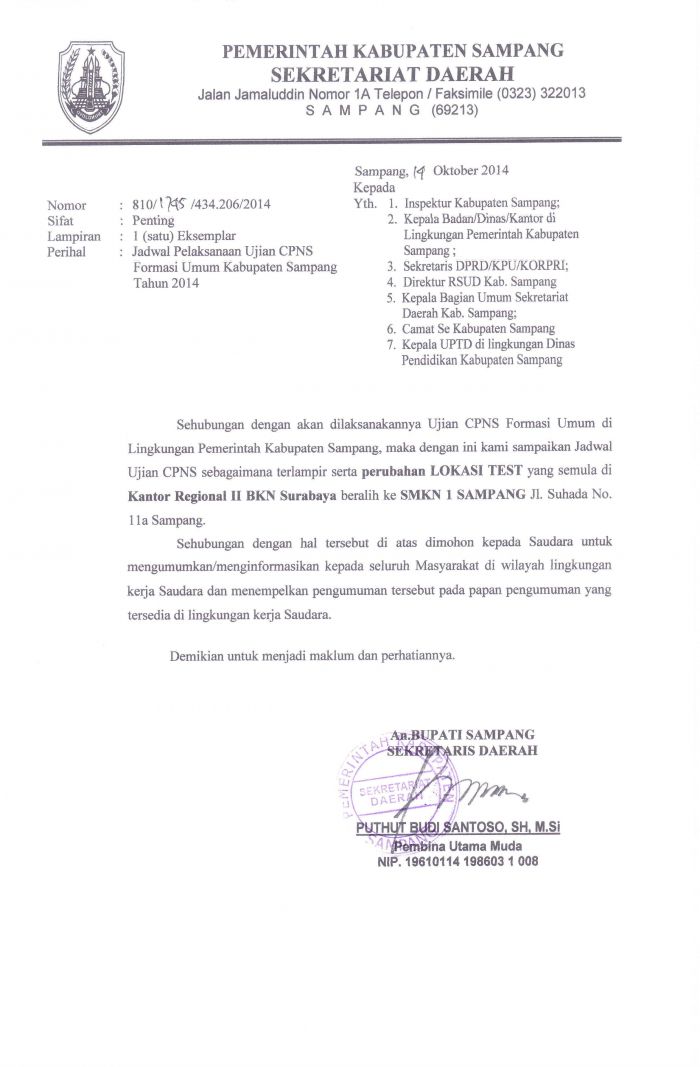 PEMERINTAH KABUPATEN SAMPANG
SEKRETARIAT DAERAH
Jalan Jamaluddin Nomor 1A Telepon / Faksimile (0323) 322013
S A M P A N G (69213)
Sampang, 14 Oktober 2014
Kepada
Nomor : 810/1795/434.206/2014
Sifat : Penting
Lampiran : 1 (satu) Eksemplar
Perihal : Jadwal Pelaksanaan Ujian CPNS
Formasi Umum Kabupaten Sampang
Tahun 2014
Yth. 1. Inspektur Kabupaten Sampang;
2. Kepala Badan/Dinas/Kantor di
Lingkungan Pemerintah Kabupaten
Sampang ;
3. Sekretaris DPRD/KPU/KORPRI;
4. Direktur RSUD Kab. Sampang
5. Kepala Bagian Umum Sekretariat
Daerah Kab. Sampang;
6. Camat Se Kabupaten Sampang
7. Kepala UPTD di lingkungan Dinas
Pendidikan Kabupaten Sampang
Sehubungan dengan akan dilaksanakannya Ujian CPNS Formasi Umum di
Lingkungan Pemerintah Kabupaten Sampang, maka dengan ini kami sampaikan Jadwal
Ujian CPNS sebagaimana terlampir serta perubahan LOKASI TEST yang semula di
Kantor Regional II BKN Surabaya beralih ke SMKN 1 SAMPANG Jl. Suhada No.
11a Sampang.
Sehubungan dengan hal tersebut di atas dimohon kepada Saudara untuk
mengumumkan/menginformasikan kepada seluruh Masyarakat di wilayah lingkungan
kerja Saudara dan menempelkan pengumuman tersebut pada papan pengumuman yang
tersedia di lingkungan kerja Saudara.
Demikian untuk menjadi maklum dan perhatiannya.
An.BUPATI SAMPANG
SEKRETARIS DAERAH
PEMERINTAH KABUPATEN
SEKRETARIAT
DAERAH
SAMPANG
PUTHUT BUDI SANTOSO, SH, M.Si
Pembina Utama Muda
NIP. 19610114 198603 1 008